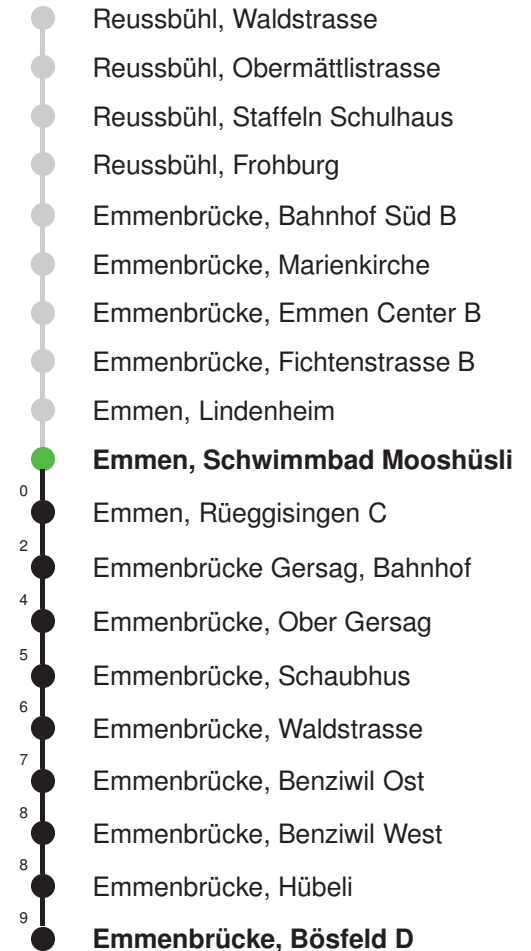 Reussbühl, Waldstrasse
Reussbühl, Obermättlistrasse
Reussbühl, Staffeln Schulhaus
Reussbühl, Frohburg
Emmenbrücke, Bahnhof Süd B
Emmenbrücke, Marienkirche
Emmenbrücke, Emmen Center B
Emmenbrücke, Fichtenstrasse B
Emmen, Lindenheim
Emmen, Schwimmbad Mooshüsli
0 Emmen, Rüeggisingen C
2 Emmenbrücke Gersag, Bahnhof
4 Emmenbrücke, Ober Gersag
5 Emmenbrücke, Schaubhus
6 Emmenbrücke, Waldstrasse
7 Emmenbrücke, Benziwil Ost
8 Emmenbrücke, Benziwil West
8 Emmenbrücke, Hübeli
9 Emmenbrücke, Bösfeld D